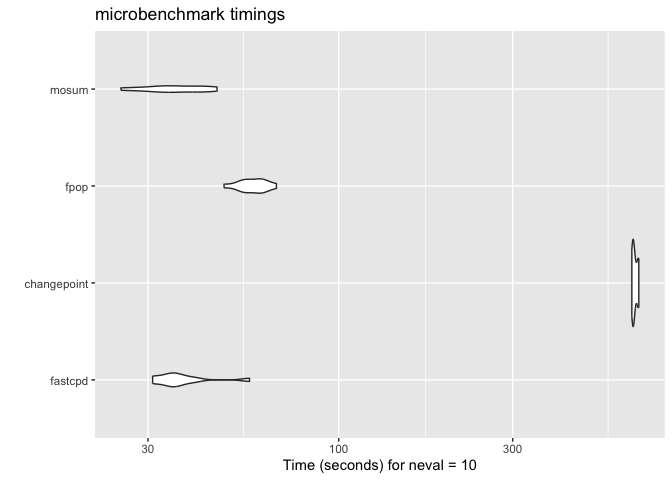 microbenchmark timings
mosum
fpop
changepoint
fastcpd
30
100
300
Time (seconds) for neval = 10